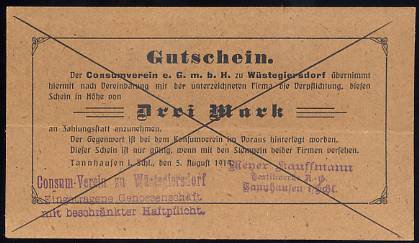 Gutschein.
Der Consumverein e. G. m. b. H. zu Wüstegiersdorf übernimmt
hiermit nach Vereinbarung mit der unterzeichneten Firma die Verpflichtung, diesen
Schein in Höhe von
Drei Mark
an Zahlungsstatt anzunehmen.
Der Gegenwert ist bei dem Konsumverein im Voraus hinterlegt worden.
Dieser Schein ist nur gültig, wenn mit den Stempeln beider Firmen versehen.
Tannhausen i. Schl., den 5. August 1914.
Consum-Verein zu Wüstegiersdorf
Eingetragene Genossenschaft
mit beschränkter Haftpflicht.
Meyer Kauffmann
Textilwerke A.-G.
Tannhausen i. Schl.